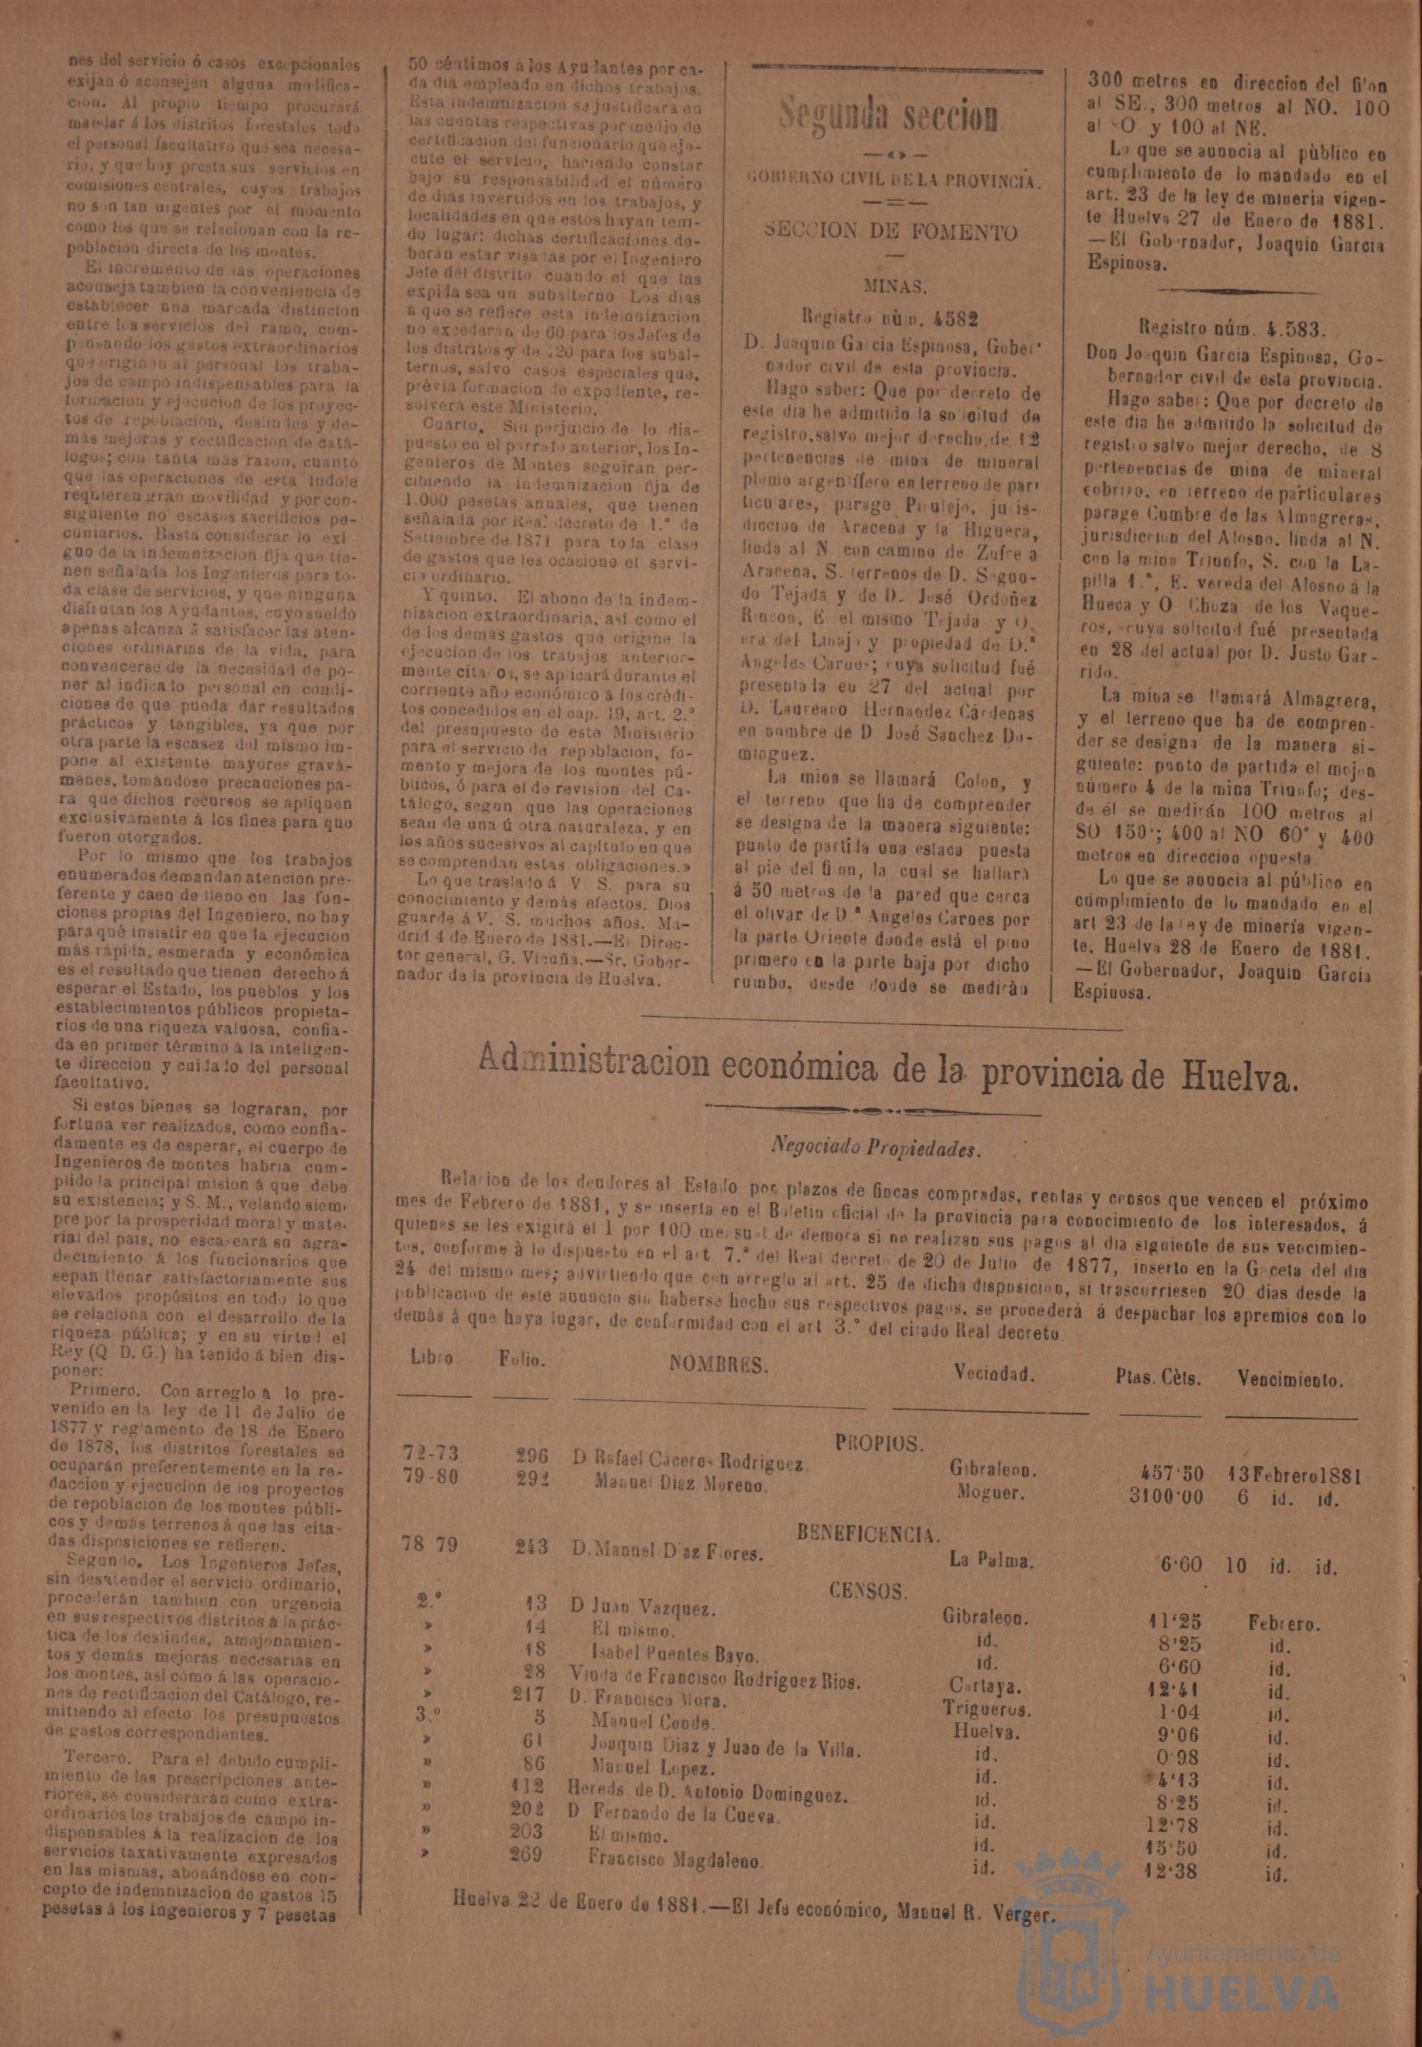 nes del servicio ó casos excepcionales
exijan ó aconsejen alguna modifica-
cion. Al propio tiempo procurará
mandar á los distritos forestales todo
el personal facultativo que sea necesa-
rio, y que hoy presta sus servicios en
comisiones centrales, cuyos trabajos
no son tan urgentes por el momento
como los que se relacionan con la re-
poblacion directa de los montes.
El incremento de las operaciones
aconseja tambien la conveniencia de
establecer una marcada distincion
entre los servicios del ramo, com-
pensando los gastos extraordinarios
que originen al personal los traba-
jos de campo indispensables para la
formacion y ejecucion de los proyec-
tos de repoblacion, deslindes y de-
más mejoras y rectificacion de catá-
logos; con tanta más razon, cuanto
que las operaciones de esta índole
requieren gran movilidad y por con-
siguiente no escasos sacrificios pe-
cuniarios. Basta considerar lo exi-
guo de la indemnizacion fija que tie-
nen señalada los Ingenieros para to-
da clase de servicios, y que ninguna
disfrutan los Ayudantes, cuyo sueldo
apenas alcanza á satisfacer las aten-
ciones ordinarias de la vida, para
convencerse de la necesidad de po-
ner al indicado personal en condi-
ciones de que pueda dar resultados
prácticos y tangibles, ya que por
otra parte la escasez del mismo im-
pone al existente mayores gravá-
menes, tomándose precauciones pa-
ra que dichos recursos se apliquen
exclusivamente á los fines para que
fueron otorgados.
Por lo mismo que los trabajos
enumerados demandan atencion pre-
ferente y caen de lleno en las fun-
ciones propias del Ingeniero, no hay
para qué insistir en que la ejecucion
más rápida, esmerada y económica
es el resultado que tienen derecho á
esperar el Estado, los pueblos y los
establecimientos públicos propieta-
rios de una riqueza valuosa, confia-
da en primer término á la inteligen-
te direccion y cuidado del personal
facultativo.
Si estos bienes se lograran, por
fortuna ver realizados, como confia-
damente es de esperar, el cuerpo de
Ingenieros de montes habria cum-
plido la principal mision á que debe
su existencia; y S. M., velando siem.
pre por la prosperidad moral y mate.
rial del pais, no escaseará su agra-
decimiento á los funcionarios que
sepan llenar satisfactoriamente sus
elevados propósitos en todo lo que
se relaciona con el desarrollo de la
riqueza pública; y en su virtud el
Rey (Q D. G.) ha tenido á bien dis-
poner:
Primero. Con arreglo á lo pre-
venido en la ley de 11 de Julio de
1877 y reglamento de 18 de Enero
de 1878, los distritos forestales se
ocuparán preferentemente en la re-
daccion y ejecucion de los proyectos
de repoblacion de los montes públi-
cos y demás terrenos á que las cita-
das disposiciones se refieren.
Segundo. Los Ingenieros Jefes,
sin desatender el servicio ordinario,
procederán tambien con urgencia
en sus respectivos distritos á la prác-
tica de los deslindes, amojonamien-
tos y demás mejoras necesarias en
los montes, así como á las operacio-
nes de rectificacion del Catálogo, re-
mitiendo al efecto los presupuestos
de gastos correspondientes.
Tercero. Para el debido cumpli-
miento de las prescripciones ante-
riores, se considerarán como extra-
ordinarios los trabajos de campo in-
dispensables á la realizacion de los
servicios taxativamente expresados
en las mismas, abonándose en con-
cepto de indemnizacion de gastos 15
pesetas á los Ingenieros y 7 pesetas
50 céntimos á los Ayudantes por ca-
da dia empleado en dichos trabajos.
Esta indemnizacion se justificará en
las cuentas respectivas por medio de
certificacion del funcionario que eje-
cute el servicio, haciendo constar
bajo su responsabilidad el número
de dias invertidos en los trabajos, y
localidades en que estos hayan teni-
do lugar: dichas certificaciones de-
berán estar visadas por el Ingeniero
Jefe del distrito cuando el que las
expida sea un subalterno Los dias
á que se refiere esta indemnizacion
no excederán de 60 para los Jefes de
los distritos y de 120 para los subal-
ternos, salvo casos especiales que,
prévia formacion de expediente, re-
solverá este Ministerio.
Cuarto. Sin perjuicio de lo dis-
puesto en el párrafo anterior, los In-
genieros de Montes seguirán per-
cibiendo la indemnizacion fija de
1.000 pesetas anuales, que tienen
señalada por Real decreto de 1.º de
Setiembre de 1871 para toda clase
de gastos que les ocasione el servi-
cio ordinario.
Y quinto. El abono de la indem-
nizacion extraordinaria, así como el
de los demás gastos que origine la
ejecucion de los trabajos anterior-
mente citados, se aplicará durante el
corriente año económico á los crédi-
tos concedidos en el cap. 19, art. 2.º
del presupuesto de este Ministerio
para el servicio de repoblacion, fo-
mento y mejora de los montes pú-
blicos, ó para el de revision del Ca-
tálogo, segun que las operaciones
sean de una ú otra naturaleza, y en
los años sucesivos al capítulo en que
se comprendan estas obligaciones.»
Lo que traslado á V S. para su
conocimiento y demás efectos. Dios
guarde á V. S. muchos años. Ma-
drid 4 de Enero de 1881.—El Direc-
tor general, G. Vicuña.—Sr. Gober-
nador de la provincia de Huelva.
Segunda seccion
GOBIERNO CIVIL DE LA PROVINCIA.
SECCION DE FOMENTO
MINAS.
Registro núm. 4582
D. Joaquin Garcia Espinosa, Gober-
nador civil de esta provincia.
Hago saber: Que por decreto de
este dia he admitido la solicitud de
registro, salvo mejor derecho, de 12
pertenencias de mina de mineral
plomo argentífero en terreno de par-
ticulares, parage Pinlejo, juris-
diccion de Aracena y la Higuera,
linda al N. con camino de Zufre a
Aracena, S. terrenos de D. Segun-
do Tejada y de D. José Ordoñez
Rincon, E el mismo Tejada y O.
era del Linajo y propiedad de D.ª
Angeles Carnes; cuya solicitud fué
presentada en 27 del actual por
D. Laureano Hernandez Cárdenas
en nombre de D José Sanchez Do-
minguez.
La mina se llamará Colon, y
el terreno que ha de comprender
se designa de la manera siguiente:
punto de partida una estaca puesta
al pie del filon, la cual se hallará
á 50 metros de la pared que cerca
el olivar de D.ª Angeles Carnes por
la parte Oriente donde está el pino
primero en la parte baja por dicho
rumbo, desde donde se medirán
300 metros en direccion del filon
al SE., 300 metros al NO. 100
al SO y 100 al NE.
Lo que se anuncia al pùblico en
cumplimiento de lo mandado en el
art. 23 de la ley de mineria vigen-
te Huelva 27 de Enero de 1881.
—El Gobernador, Joaquin Garcia
Espinosa.
Registro núm. 4.583.
Don Joaquin Garcia Espinosa, Go-
bernador civil de esta provincia.
Hago saber: Que por decreto de
este dia he admitido la solicitud de
registro salvo mejor derecho, de 8
pertenencias de mina de mineral
cobrizo, en terreno de particulares
parage Cumbre de las Almagreras,
jurisdiccion del Alosno, linda al N.
con la mina Triunfo, S. con la La-
pilla 1.ª, E. vereda del Alosno á la
Hueca y O Choza de los Vaque-
ros, cuya solicitud fué presentada
en 28 del actual por D. Justo Gar-
rido.
La mina se llamará Almagrera,
y el terreno que ha de compren-
der se designa de la manera si-
guiente: punto de partida el mojon
número 4 de la mina Triunfo; des-
de él se medirán 100 metros al
SO 150°; 400 al NO 60° y 400
metros en direccion opuesta.
Lo que se anuncia al público en
cumplimiento de lo mandado en el
art 23 de la ley de minería vigen-
te. Huelva 28 de Enero de 1881.
—El Gobernador, Joaquin Garcia
Espinosa.
Administracion económica de la provincia de Huelva.
Negociado Propiedades.
Relacion de los deudores al Estado por plazos de fincas compradas, rentas y censos que vencen el próximo
mes de Febrero de 1881, y se inserta en el Boletin oficial de la provincia para conocimiento de los interesados, á
quienes se les exigirá el 1 por 100 mensual de demora si no realizan sus pagos al dia siguiente de sus vencimien-
tos, conforme à lo dispuesto en el art 7.º del Real decreto de 20 de Julio de 1877, inserto en la Gaceta del dia
24 del mismo mes; advirtiendo que con arreglo al art. 25 de dicha disposicion, si trascurriesen 20 dias desde la
publicacion de este anuncio sin haberse hecho sus respectivos pagos, se procederá á despachar los apremios con lo
demás à que haya lugar, de conformidad con el art 3.º del citado Real decreto.
Libro Folio. NOMBRES. Vecindad. Ptas. Cèts. Vencimiento.
PROPIOS.
72-73 296 D Rafael Cáceres Rodriguez. Gibraleon. 457·50 13 Febrero 1881
79-80 292 Manuel Diaz Moreno. Moguer. 3100·00 6 id. id.
BENEFICENCIA.
78 79 243 D. Manuel Diaz Flores. La Palma. 6·60 10 id. id.
CENSOS.
2.º 13 D Juan Vazquez. Gibraleon. 11·25 Febrero.
» 14 El mismo. id. 8·25 id.
» 18 Isabel Puentes Bayo. id. 6·60 id.
» 28 Viuda de Francisco Rodriguez Rios. Cartaya. 12·41 id.
» 217 D. Francisco Mora. Trigueros. 1·04 id.
3.º 5 Manuel Conde. Huelva. 9·06 id.
» 61 Joaquin Diaz y Juan de la Villa. id. 0·98 id.
» 86 Manuel Lopez. id. 4·13 id.
» 112 Hereds. de D. Antonio Dominguez. id. 8·25 id.
» 202 D Fernando de la Cueva. id. 12·78 id.
» 203 El mismo. id. 15·50 id.
» 269 Francisco Magdaleno. id. 12·38 id.
Huelva 22 de Enero de 1881.—El Jefe económico, Manuel R. Verger.
Ayuntamiento de
HUELVA